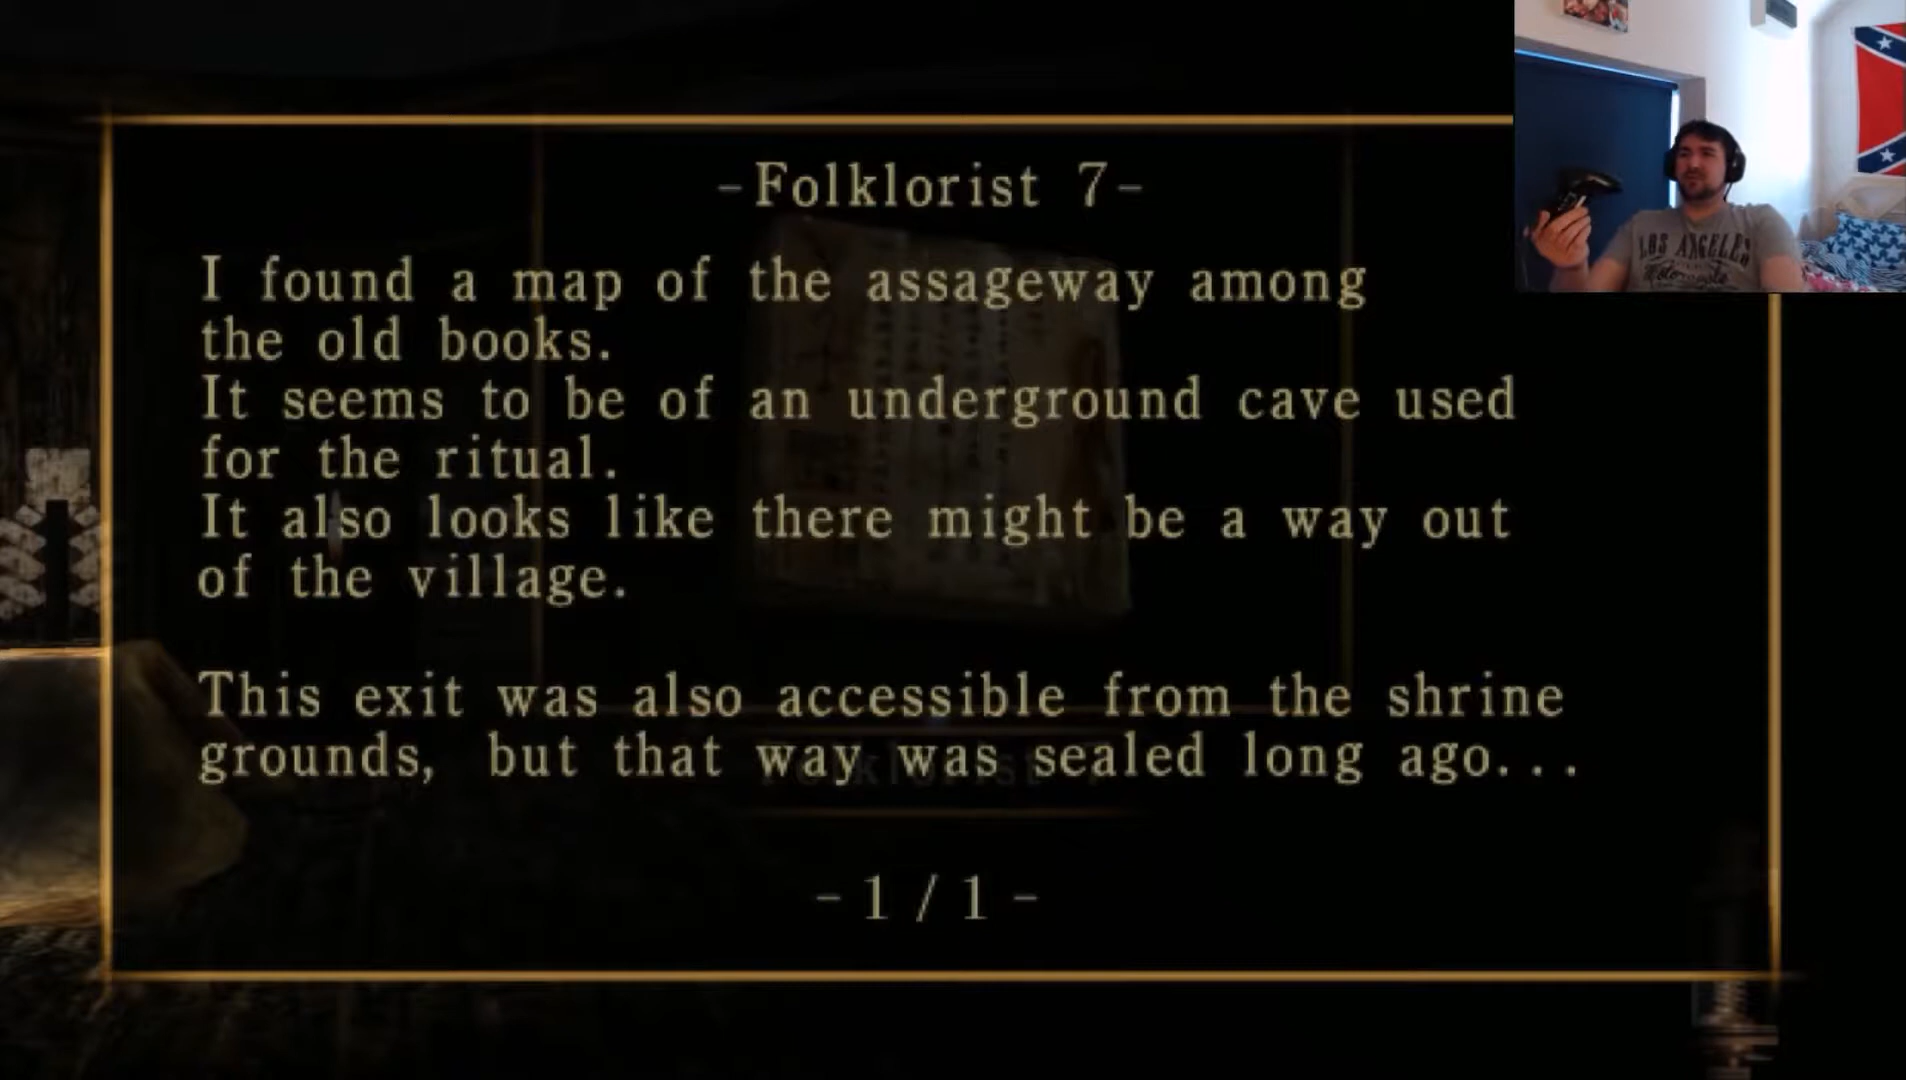 -Folklorist 7-
I found a map of the assageway among
the old books.
It seems to be of an underground cave used
for the ritual.
It also looks like there might be a way out
of the village.
This exit was also accessible from the shrine
grounds, but that way was sealed long ago...
-1/1-
LOS ANGELES